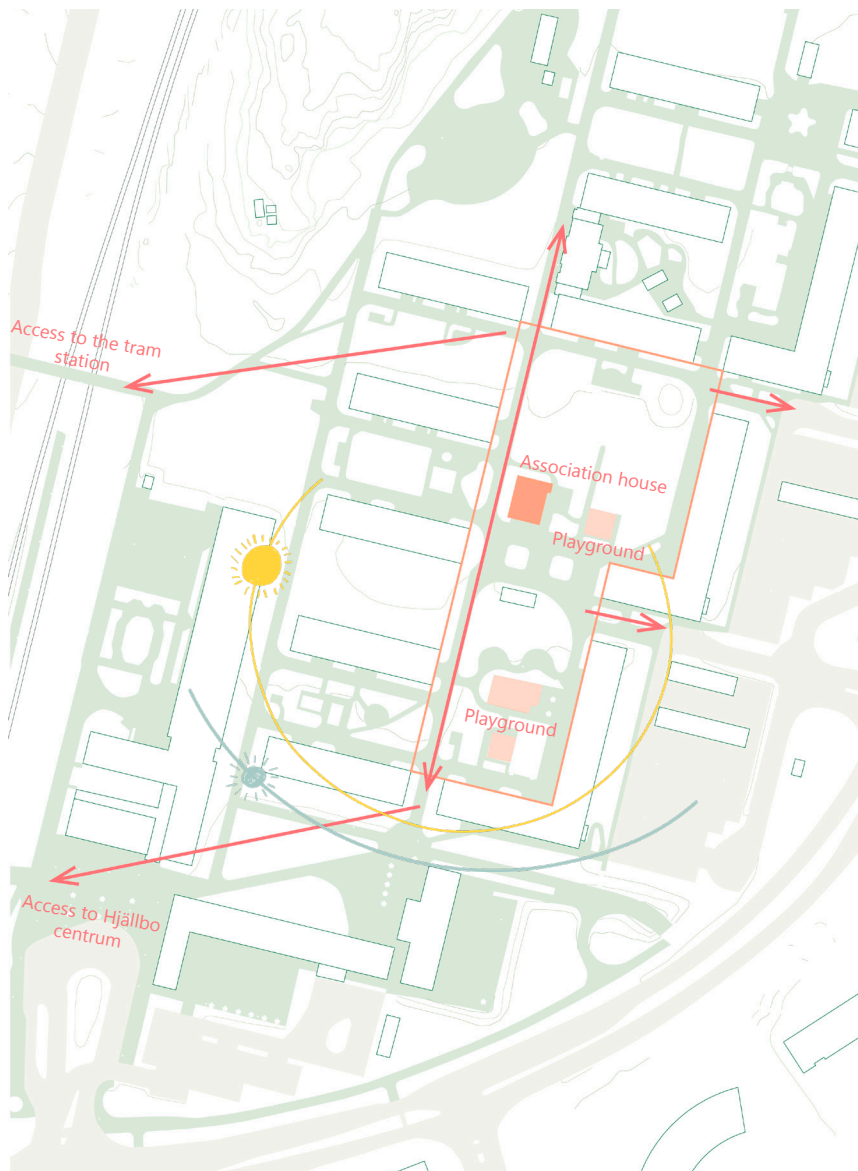 Access to the tram
station
Association house
Playground
Playground
Access to Hjällbo
centrum